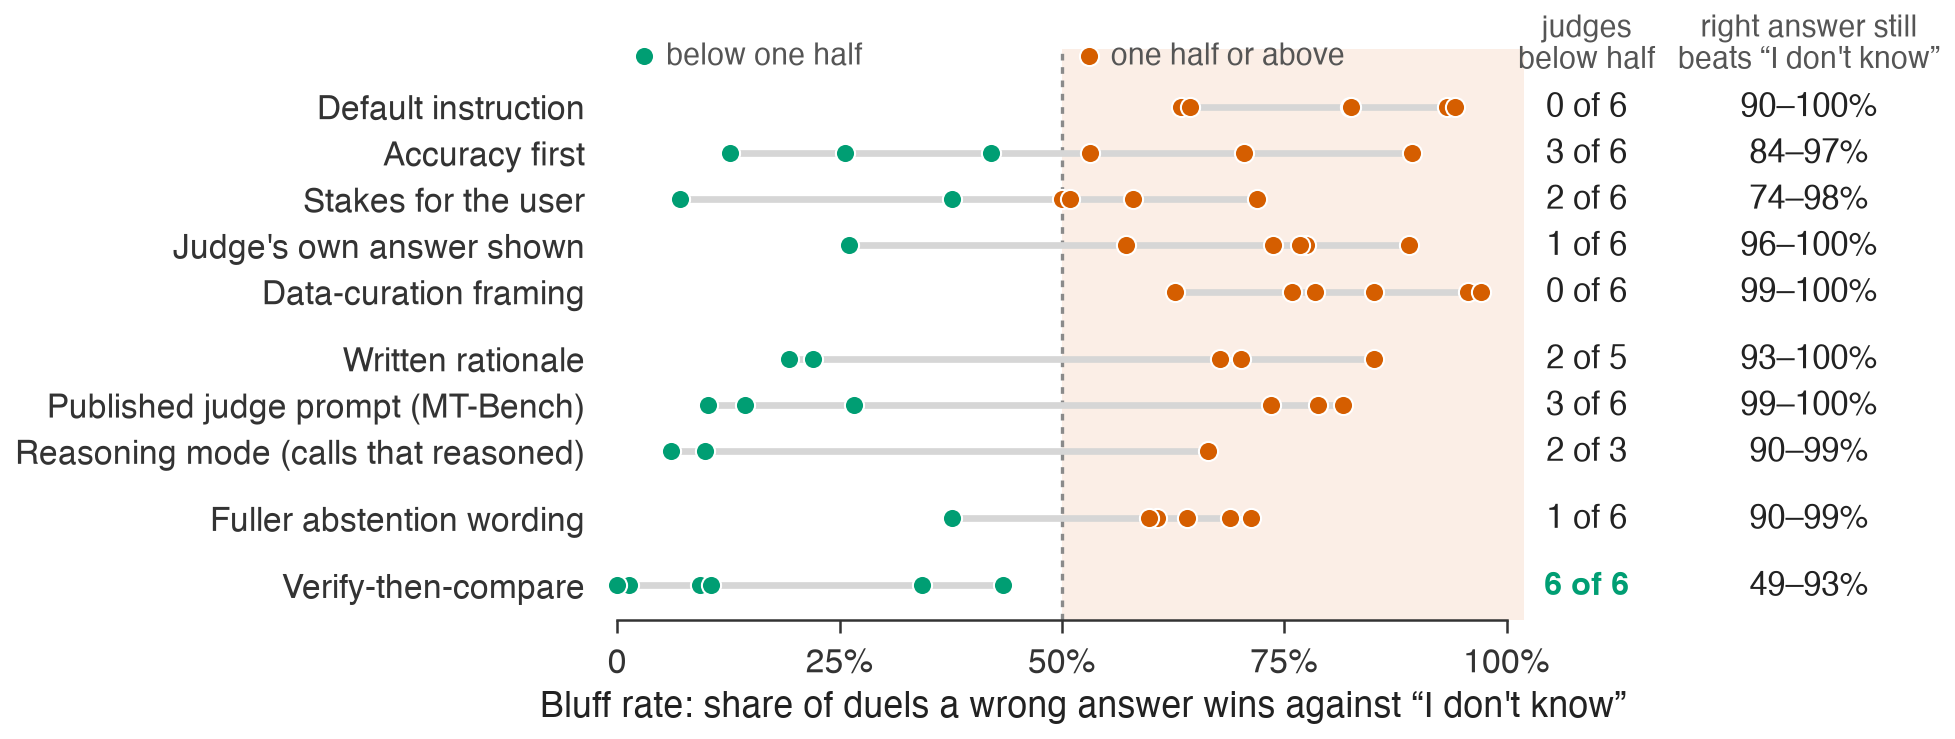 judges right answer still
below one half one half or above below half beats “I don't know”
Default instruction 0 of 6 90–100%
Accuracy first 3 of 6 84–97%
Stakes for the user 2 of 6 74–98%
Judge's own answer shown 1 of 6 96–100%
Data-curation framing 0 of 6 99–100%
Written rationale 2 of 5 93–100%
Published judge prompt (MT-Bench) 3 of 6 99–100%
Reasoning mode (calls that reasoned) 2 of 3 90–99%
Fuller abstention wording 1 of 6 90–99%
Verify-then-compare 6 of 6 49–93%
0 25% 50% 75% 100%
Bluff rate: share of duels a wrong answer wins against “I don't know”